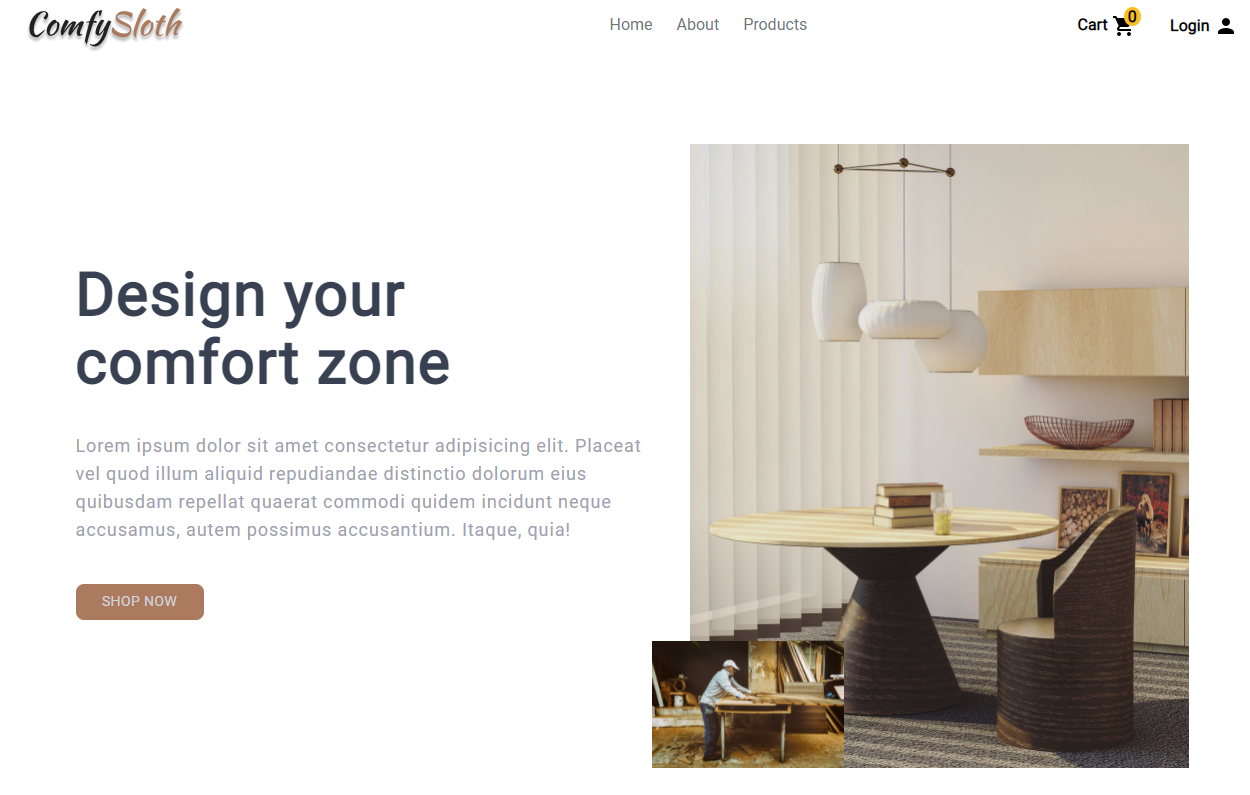 ComfySloth
Home About Products
Cart 0 Login
Design your
comfort zone
Lorem ipsum dolor sit amet consectetur adipisicing elit. Placeat
vel quod illum aliquid repudiandae distinctio dolorum eius
quibusdam repellat quaerat commodi quidem incidunt neque
accusamus, autem possimus accusantium. Itaque, quia!
SHOP NOW